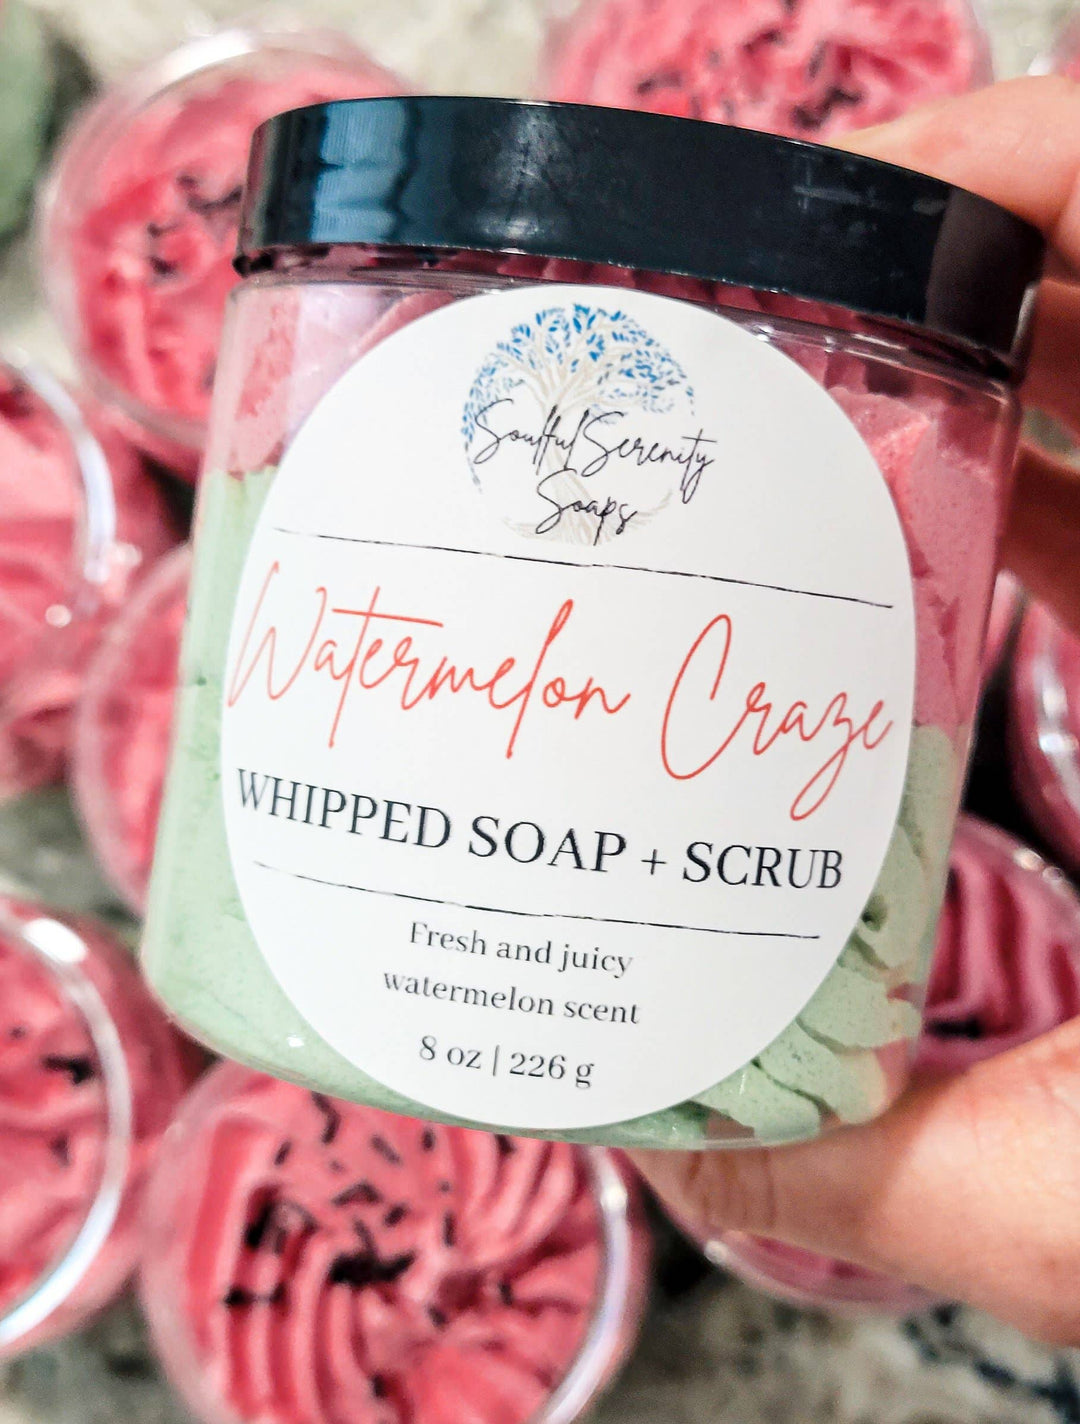 Soulful Serenity
Soaps
Watermelon Craze
WHIPPED SOAP + SCRUB
Fresh and juicy
watermelon scent
8 oz | 226 g